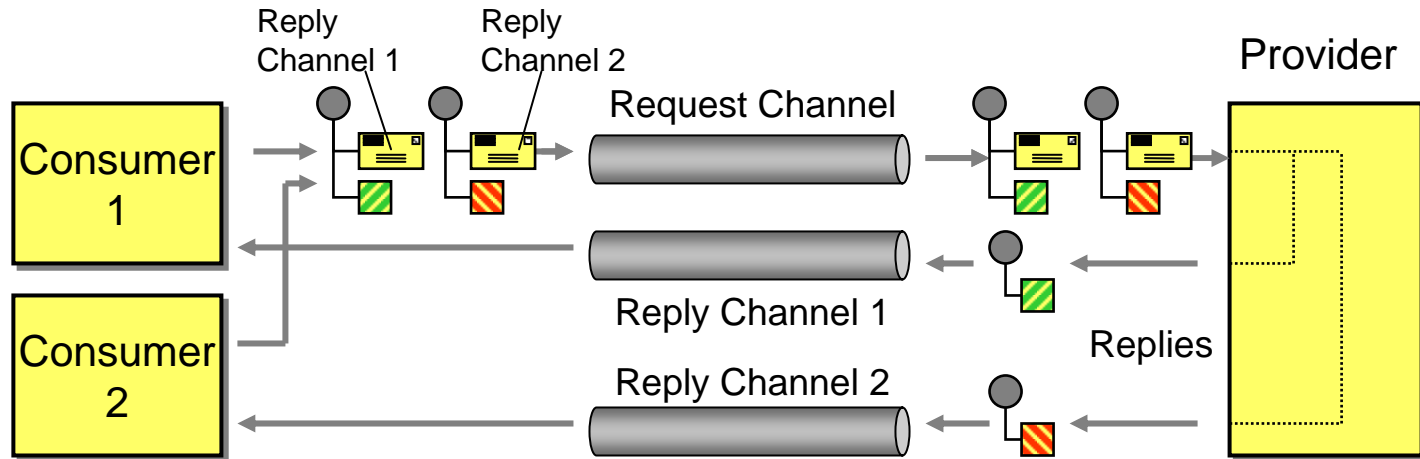 Reply
Channel 1
Reply
Channel 2
Provider
Request Channel
Consumer
1
Reply Channel 1
Consumer
2
Replies
Reply Channel 2